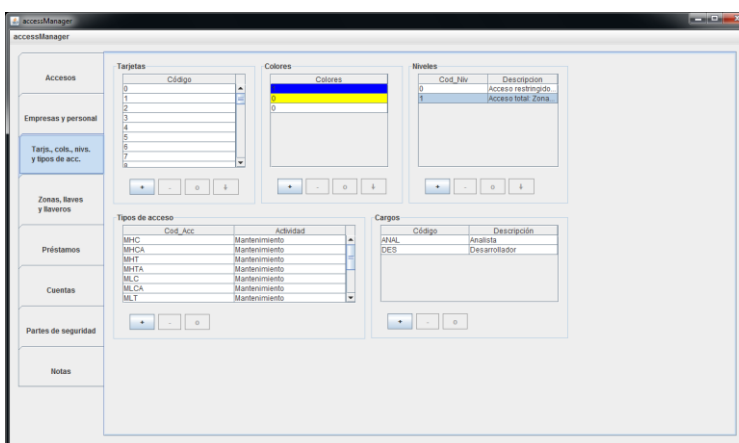 accessManager
accessManager
Accesos
Empresas y personal
Tarjs., cols., nivs.
y tipos de acc.
Zonas, llaves
y llaveros
Préstamos
Cuentas
Partes de seguridad
Notas
Tarjetas
Código
0
1
2
3
4
5
6
7
8
+ - o
Colores
Colores
0
0
+ - o
Niveles
Cod_Niv Descripcion
0 Acceso restringido...
1 Acceso total: Zona...
+ - o
Tipos de acceso
Cod_Acc Actividad
MHC Mantenimiento
MHCA Mantenimiento
MHT Mantenimiento
MHTA Mantenimiento
MLC Mantenimiento
MLCA Mantenimiento
MLT Mantenimiento
+ - o
Cargos
Código Descripción
ANAL Analista
DES Desarrollador
+ - o